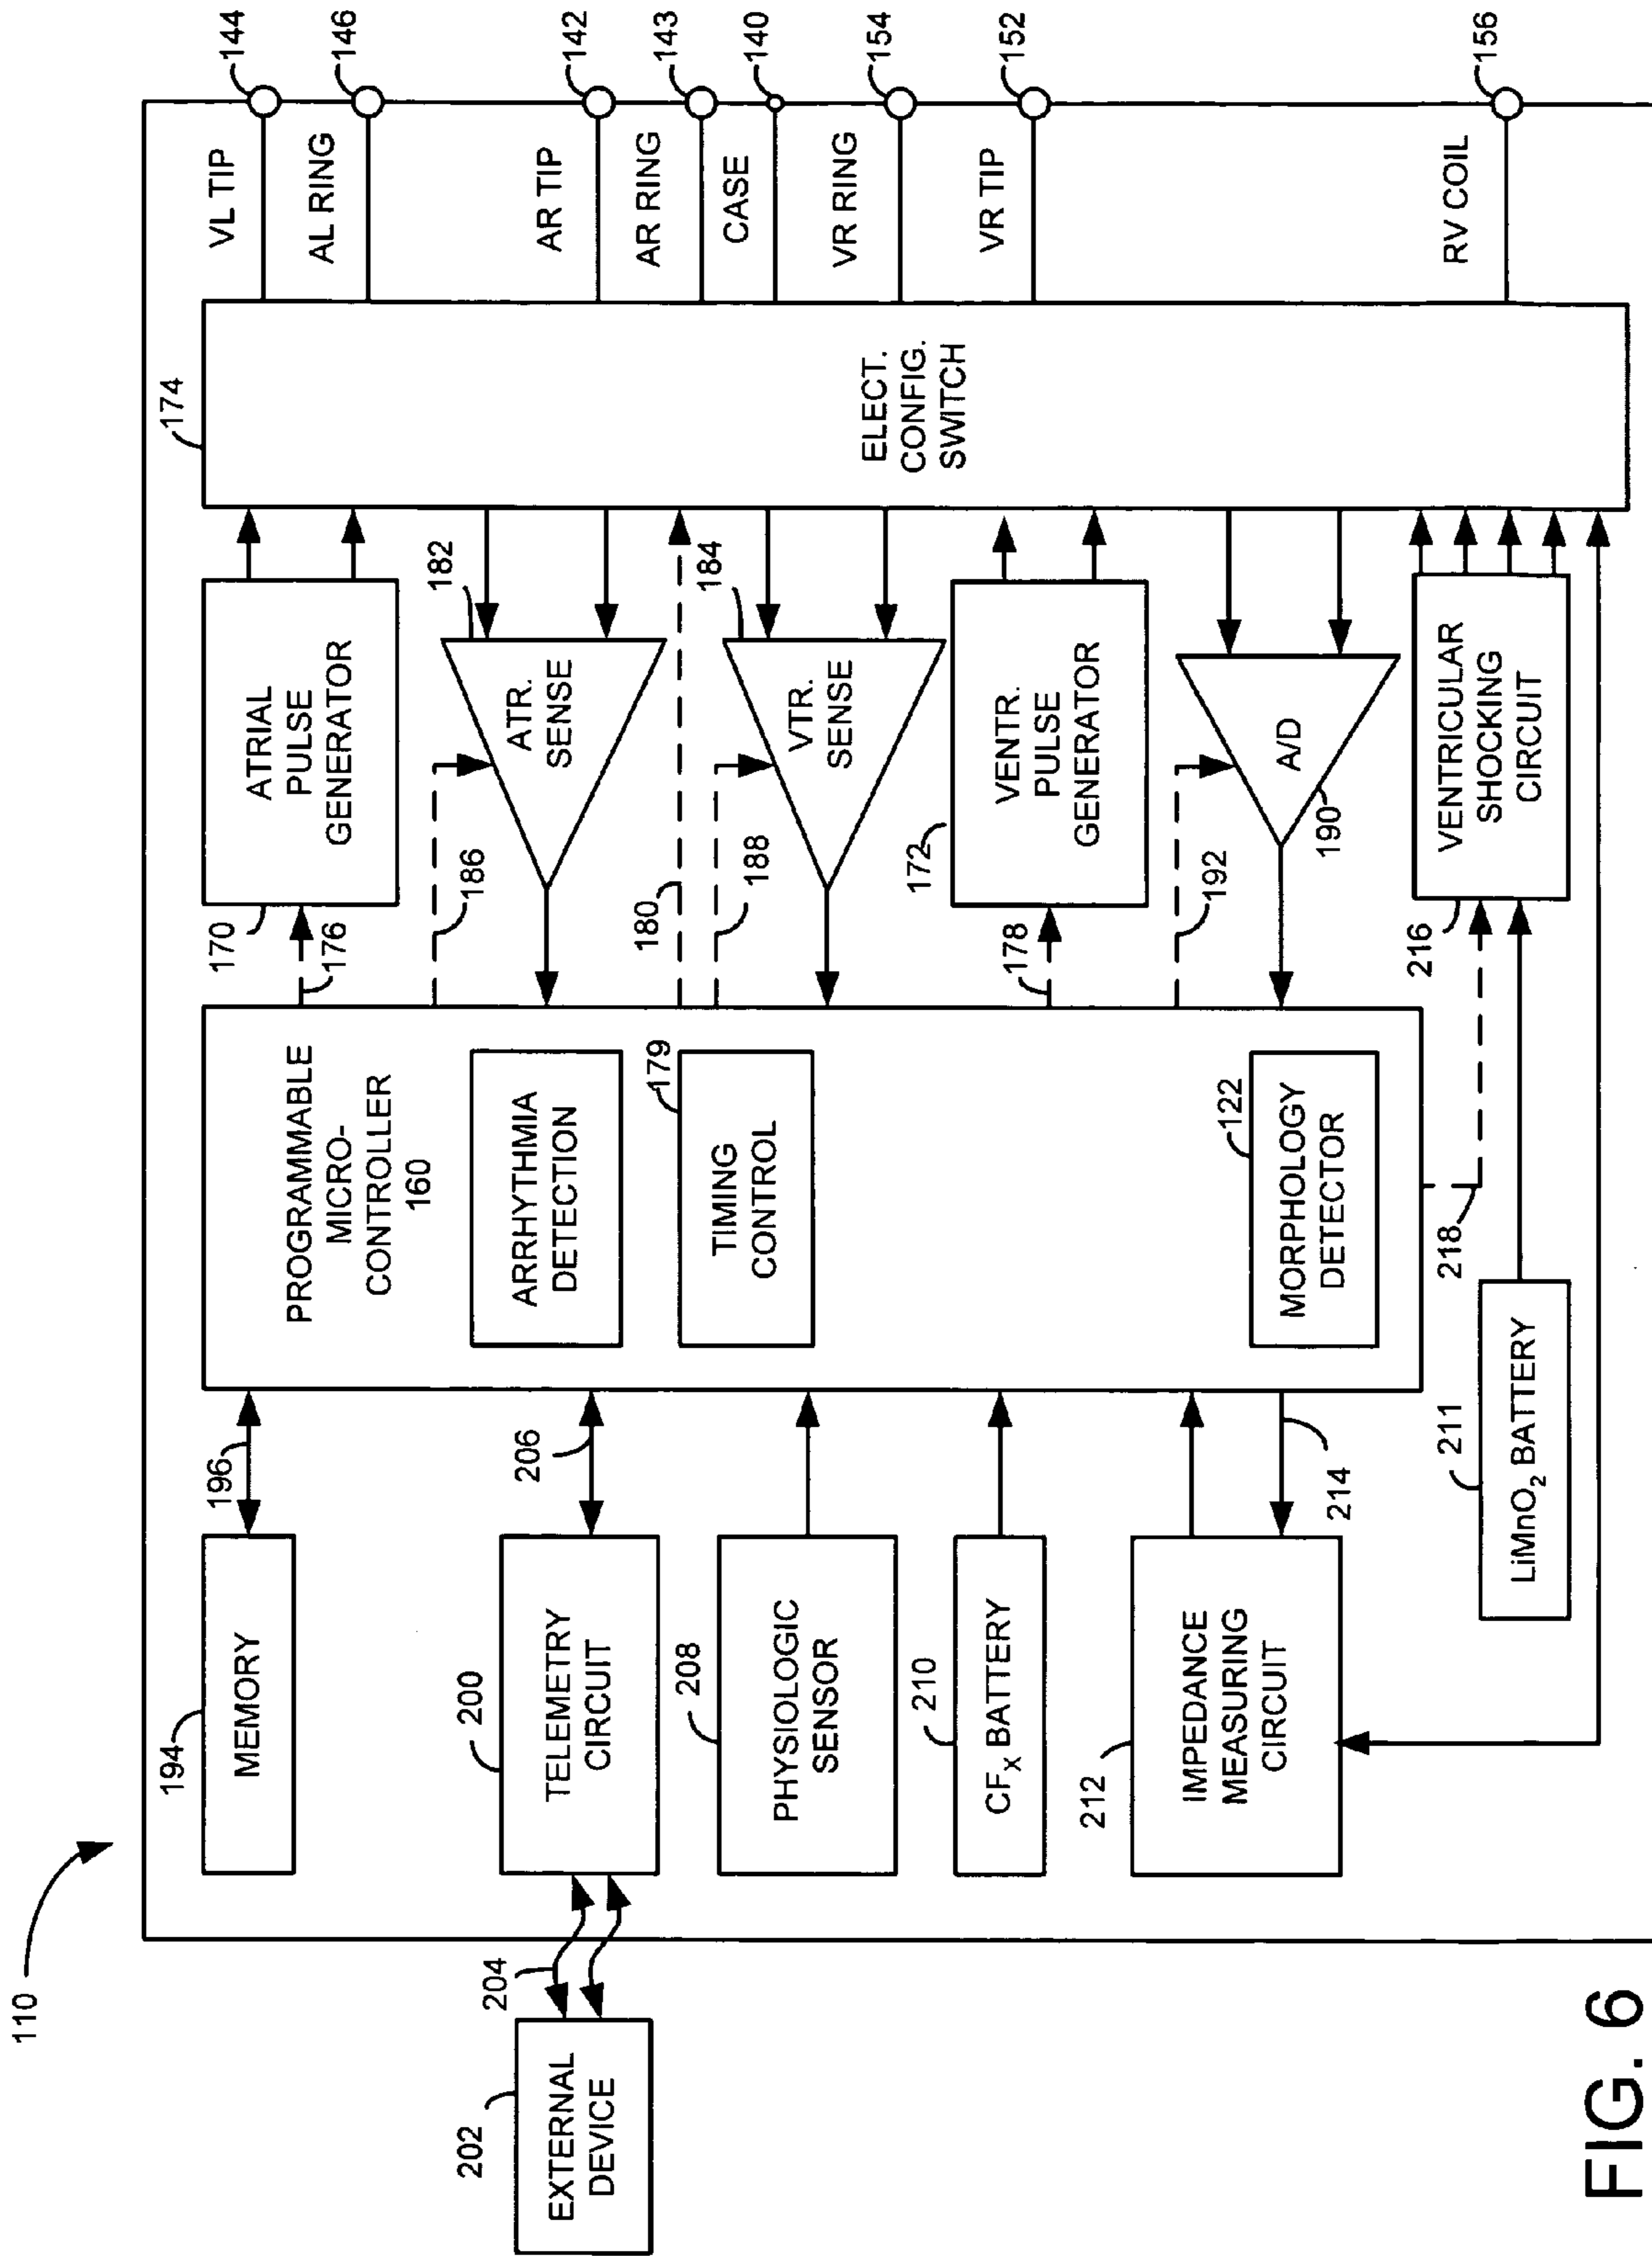 110
144
146
142
143
140
154
152
156
VL TIP
AL RING
AR TIP
AR RING
CASE
VR RING
VR TIP
RV COIL
174
ELECT.
CONFIG.
SWITCH
ATRIAL
PULSE
GENERATOR
170
176
182
ATR.
SENSE
186
180
184
VTR.
SENSE
188
VENTR.
PULSE
GENERATOR
172
178
A/D
190
192
VENTRICULAR
SHOCKING
CIRCUIT
216
218
PROGRAMMABLE
MICRO-
CONTROLLER
160
ARRHYTHMIA
DETECTION
179
TIMING
CONTROL
122
MORPHOLOGY
DETECTOR
196
206
214
211
LiMnO2 BATTERY
194
MEMORY
200
TELEMETRY
CIRCUIT
208
PHYSIOLOGIC
SENSOR
210
CFX BATTERY
212
IMPEDANCE
MEASURING
CIRCUIT
204
202
EXTERNAL
DEVICE
FIG. 6